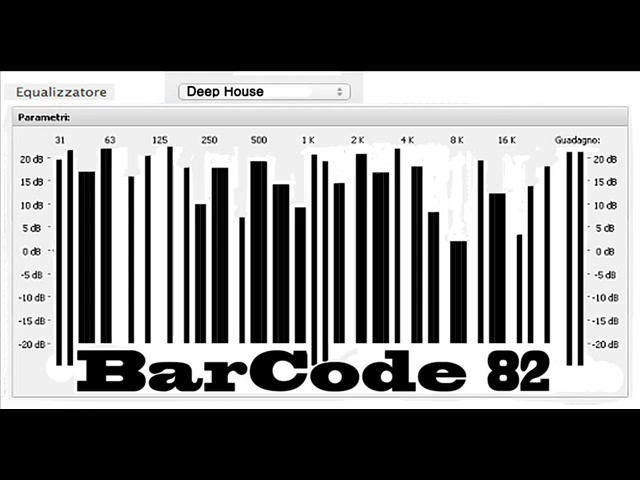 Equalizzatore Deep House
Parametri:
31 63 125 250 500 1 K 2 K 4 K 8 K 16 K Guadagno:
20 dB 20 dB
15 dB 15 dB
10 dB 10 dB
5 dB 5 dB
0 dB 0 dB
-5 dB -5 dB
-10 dB -10 dB
-15 dB -15 dB
-20 dB -20 dB
BarCode 82